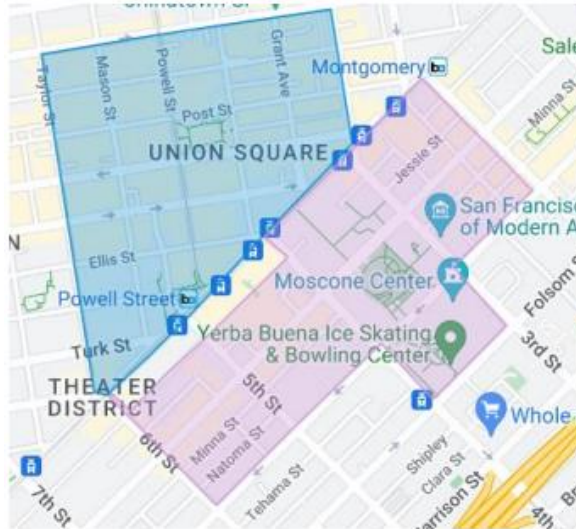 Chinatown SF
Taylor St
Mason St
Powell St
Grant Ave
Montgomery
Sale
Minna St
Post St
UNION SQUARE
Jessie St
San Francisc
of Modern A
N
Ellis St
Moscone Center
Folsom S
Powell Street
Yerba Buena Ice Skating
& Bowling Center
3rd St
Turk St
THEATER
DISTRICT
5th St
Whole
6th St
Minna St
Natoma St
Shipley
Clara St
7th St
Tehama St
Harrison St
4th